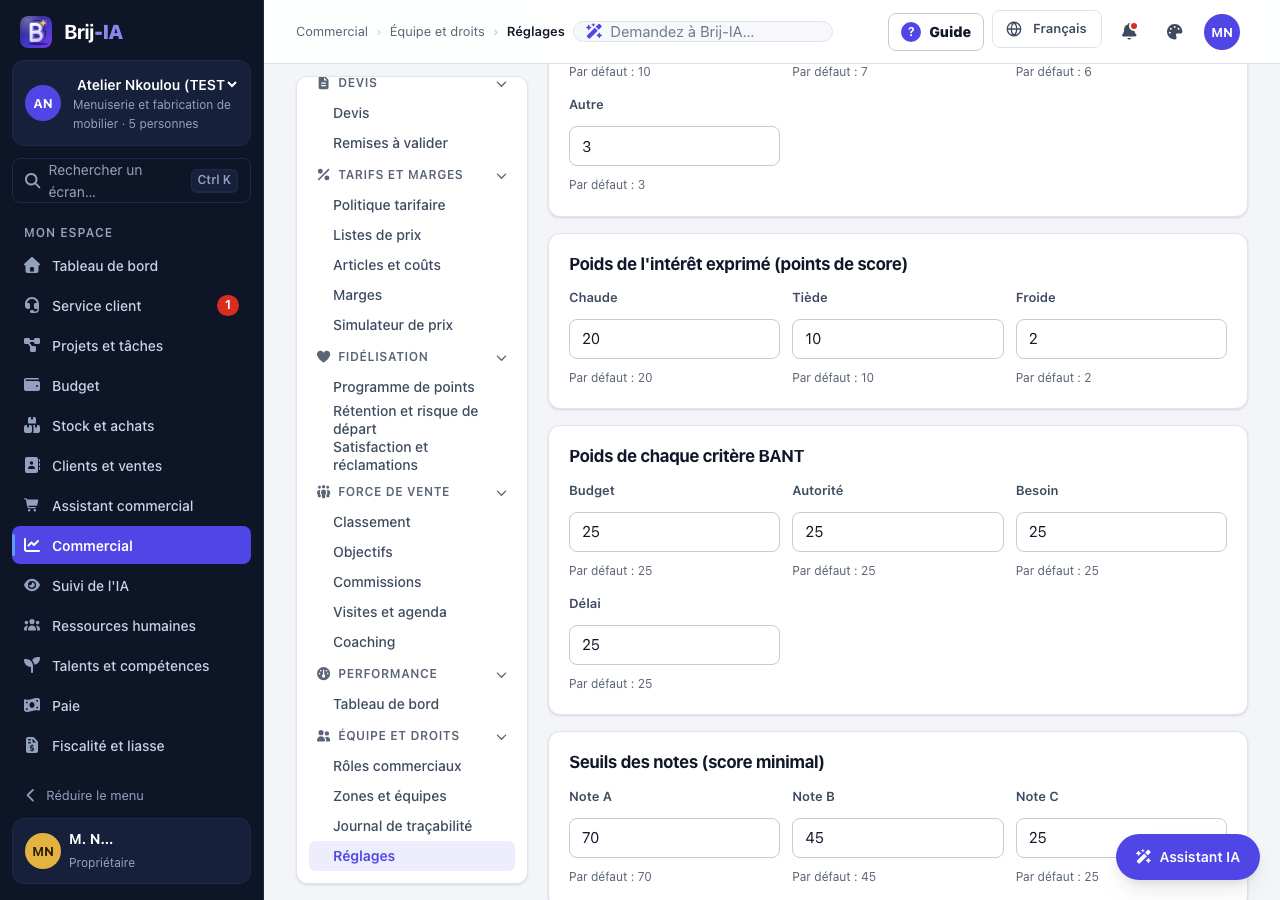 Brij-IA
AN
Atelier Nkoulou (TEST
Menuiserie et fabrication de
mobilier · 5 personnes
Rechercher un
écran...
Ctrl K
MON ESPACE
Tableau de bord
Service client
1
Projets et tâches
Budget
Stock et achats
Clients et ventes
Assistant commercial
Commercial
Suivi de l'IA
Ressources humaines
Talents et compétences
Paie
Fiscalité et liasse
Réduire le menu
MN
M. N...
Propriétaire
Commercial › Équipe et droits › Réglages
Demandez à Brij-IA...
? Guide
Français
MN
DEVIS
Devis
Remises à valider
TARIFS ET MARGES
Politique tarifaire
Listes de prix
Articles et coûts
Marges
Simulateur de prix
FIDÉLISATION
Programme de points
Rétention et risque de
départ
Satisfaction et
réclamations
FORCE DE VENTE
Classement
Objectifs
Commissions
Visites et agenda
Coaching
PERFORMANCE
Tableau de bord
ÉQUIPE ET DROITS
Rôles commerciaux
Zones et équipes
Journal de traçabilité
Réglages
Par défaut : 10
Par défaut : 7
Par défaut : 6
Autre
3
Par défaut : 3
Poids de l'intérêt exprimé (points de score)
Chaude
Tiède
Froide
20
10
2
Par défaut : 20
Par défaut : 10
Par défaut : 2
Poids de chaque critère BANT
Budget
Autorité
Besoin
25
25
25
Par défaut : 25
Par défaut : 25
Par défaut : 25
Délai
25
Par défaut : 25
Seuils des notes (score minimal)
Note A
Note B
Note C
70
45
25
Par défaut : 70
Par défaut : 45
Par défaut : 25
Assistant IA